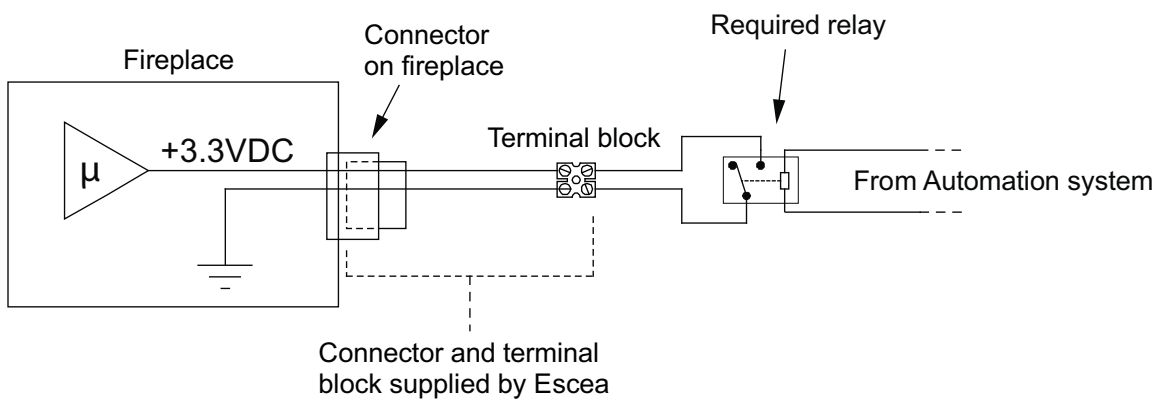 Required relay
Connector
on fireplace
Fireplace
Terminal block
+3.3VDC
μ
From Automation system
Connector and terminal
block supplied by Escea